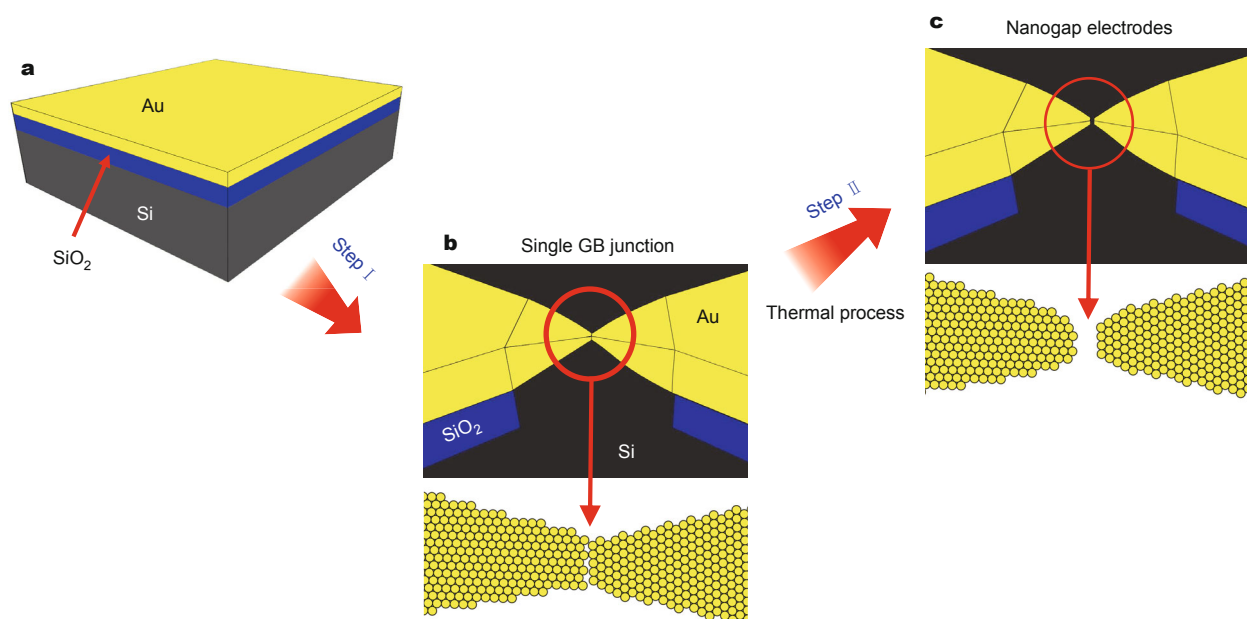 a
Au
Si
SiO₂
Step Ⅰ
b
Single GB junction
Au
SiO₂
Si
Step Ⅱ
Thermal process
c
Nanogap electrodes